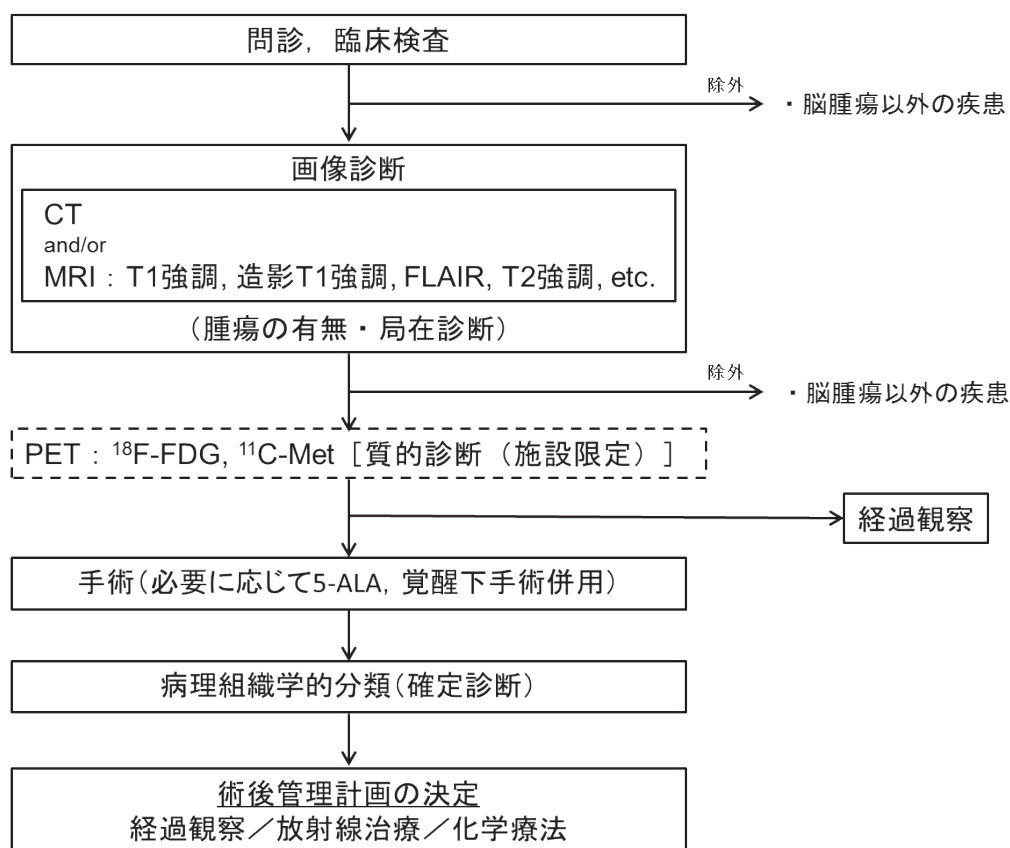 問診，臨床検査
除外
・脳腫瘍以外の疾患
画像診断
CT
and/or
MRI：T1強調, 造影T1強調, FLAIR, T2強調, etc.
（腫瘍の有無・局在診断）
除外
・脳腫瘍以外の疾患
PET：18F-FDG, 11C-Met［質的診断（施設限定）］
経過観察
手術（必要に応じて5-ALA，覚醒下手術併用）
病理組織学的分類（確定診断）
術後管理計画の決定
経過観察／放射線治療／化学療法